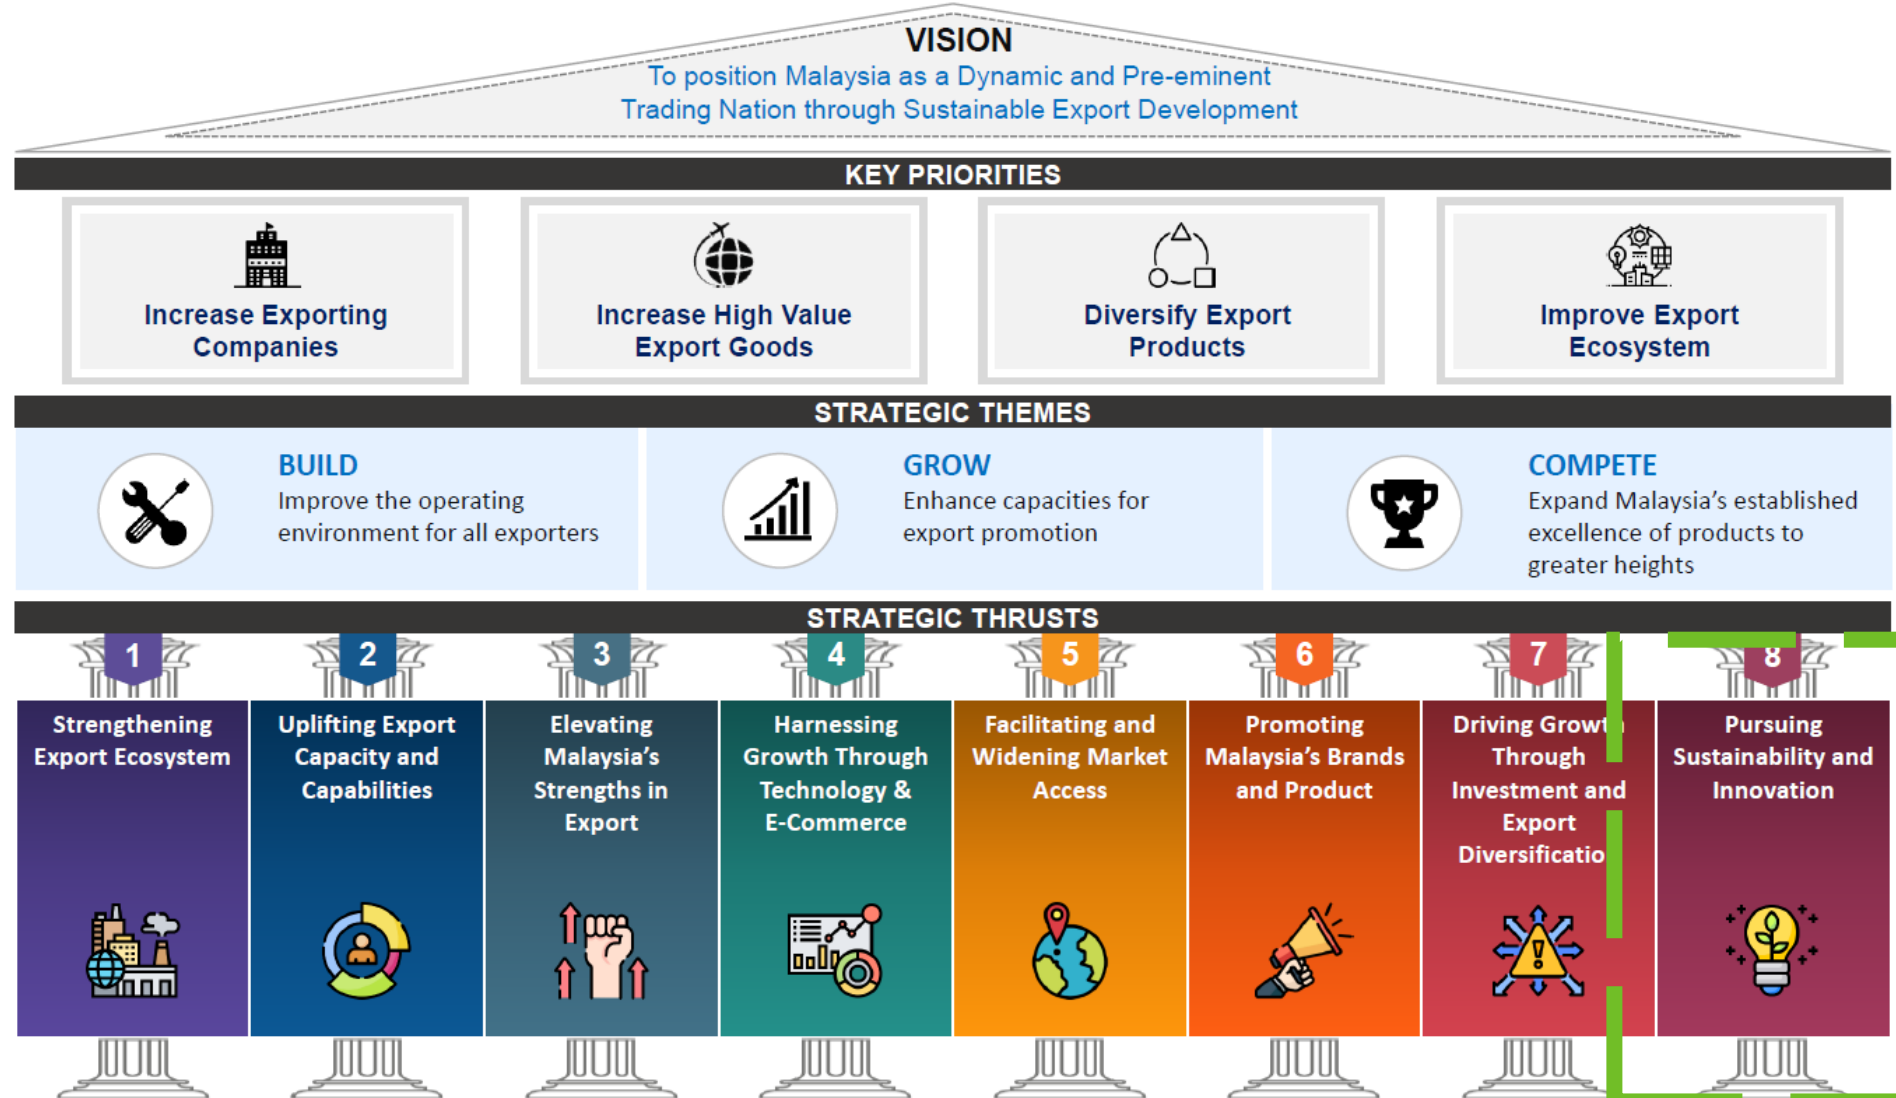 VISION
To position Malaysia as a Dynamic and Pre-eminent
Trading Nation through Sustainable Export Development
KEY PRIORITIES
Increase Exporting
Companies
Increase High Value
Export Goods
Diversify Export
Products
Improve Export
Ecosystem
STRATEGIC THEMES
BUILD
Improve the operating
environment for all exporters
GROW
Enhance capacities for
export promotion
COMPETE
Expand Malaysia's established
excellence of products to
greater heights
STRATEGIC THRUSTS
1
Strengthening
Export Ecosystem
2
Uplifting Export
Capacity and
Capabilities
3
Elevating
Malaysia's
Strengths in
Export
4
Harnessing
Growth Through
Technology &
E-Commerce
5
Facilitating and
Widening Market
Access
6
Promoting
Malaysia's Brands
and Product
7
Driving Growth
Through
Investment and
Export
Diversificatio
8
Pursuing
Sustainability and
Innovation